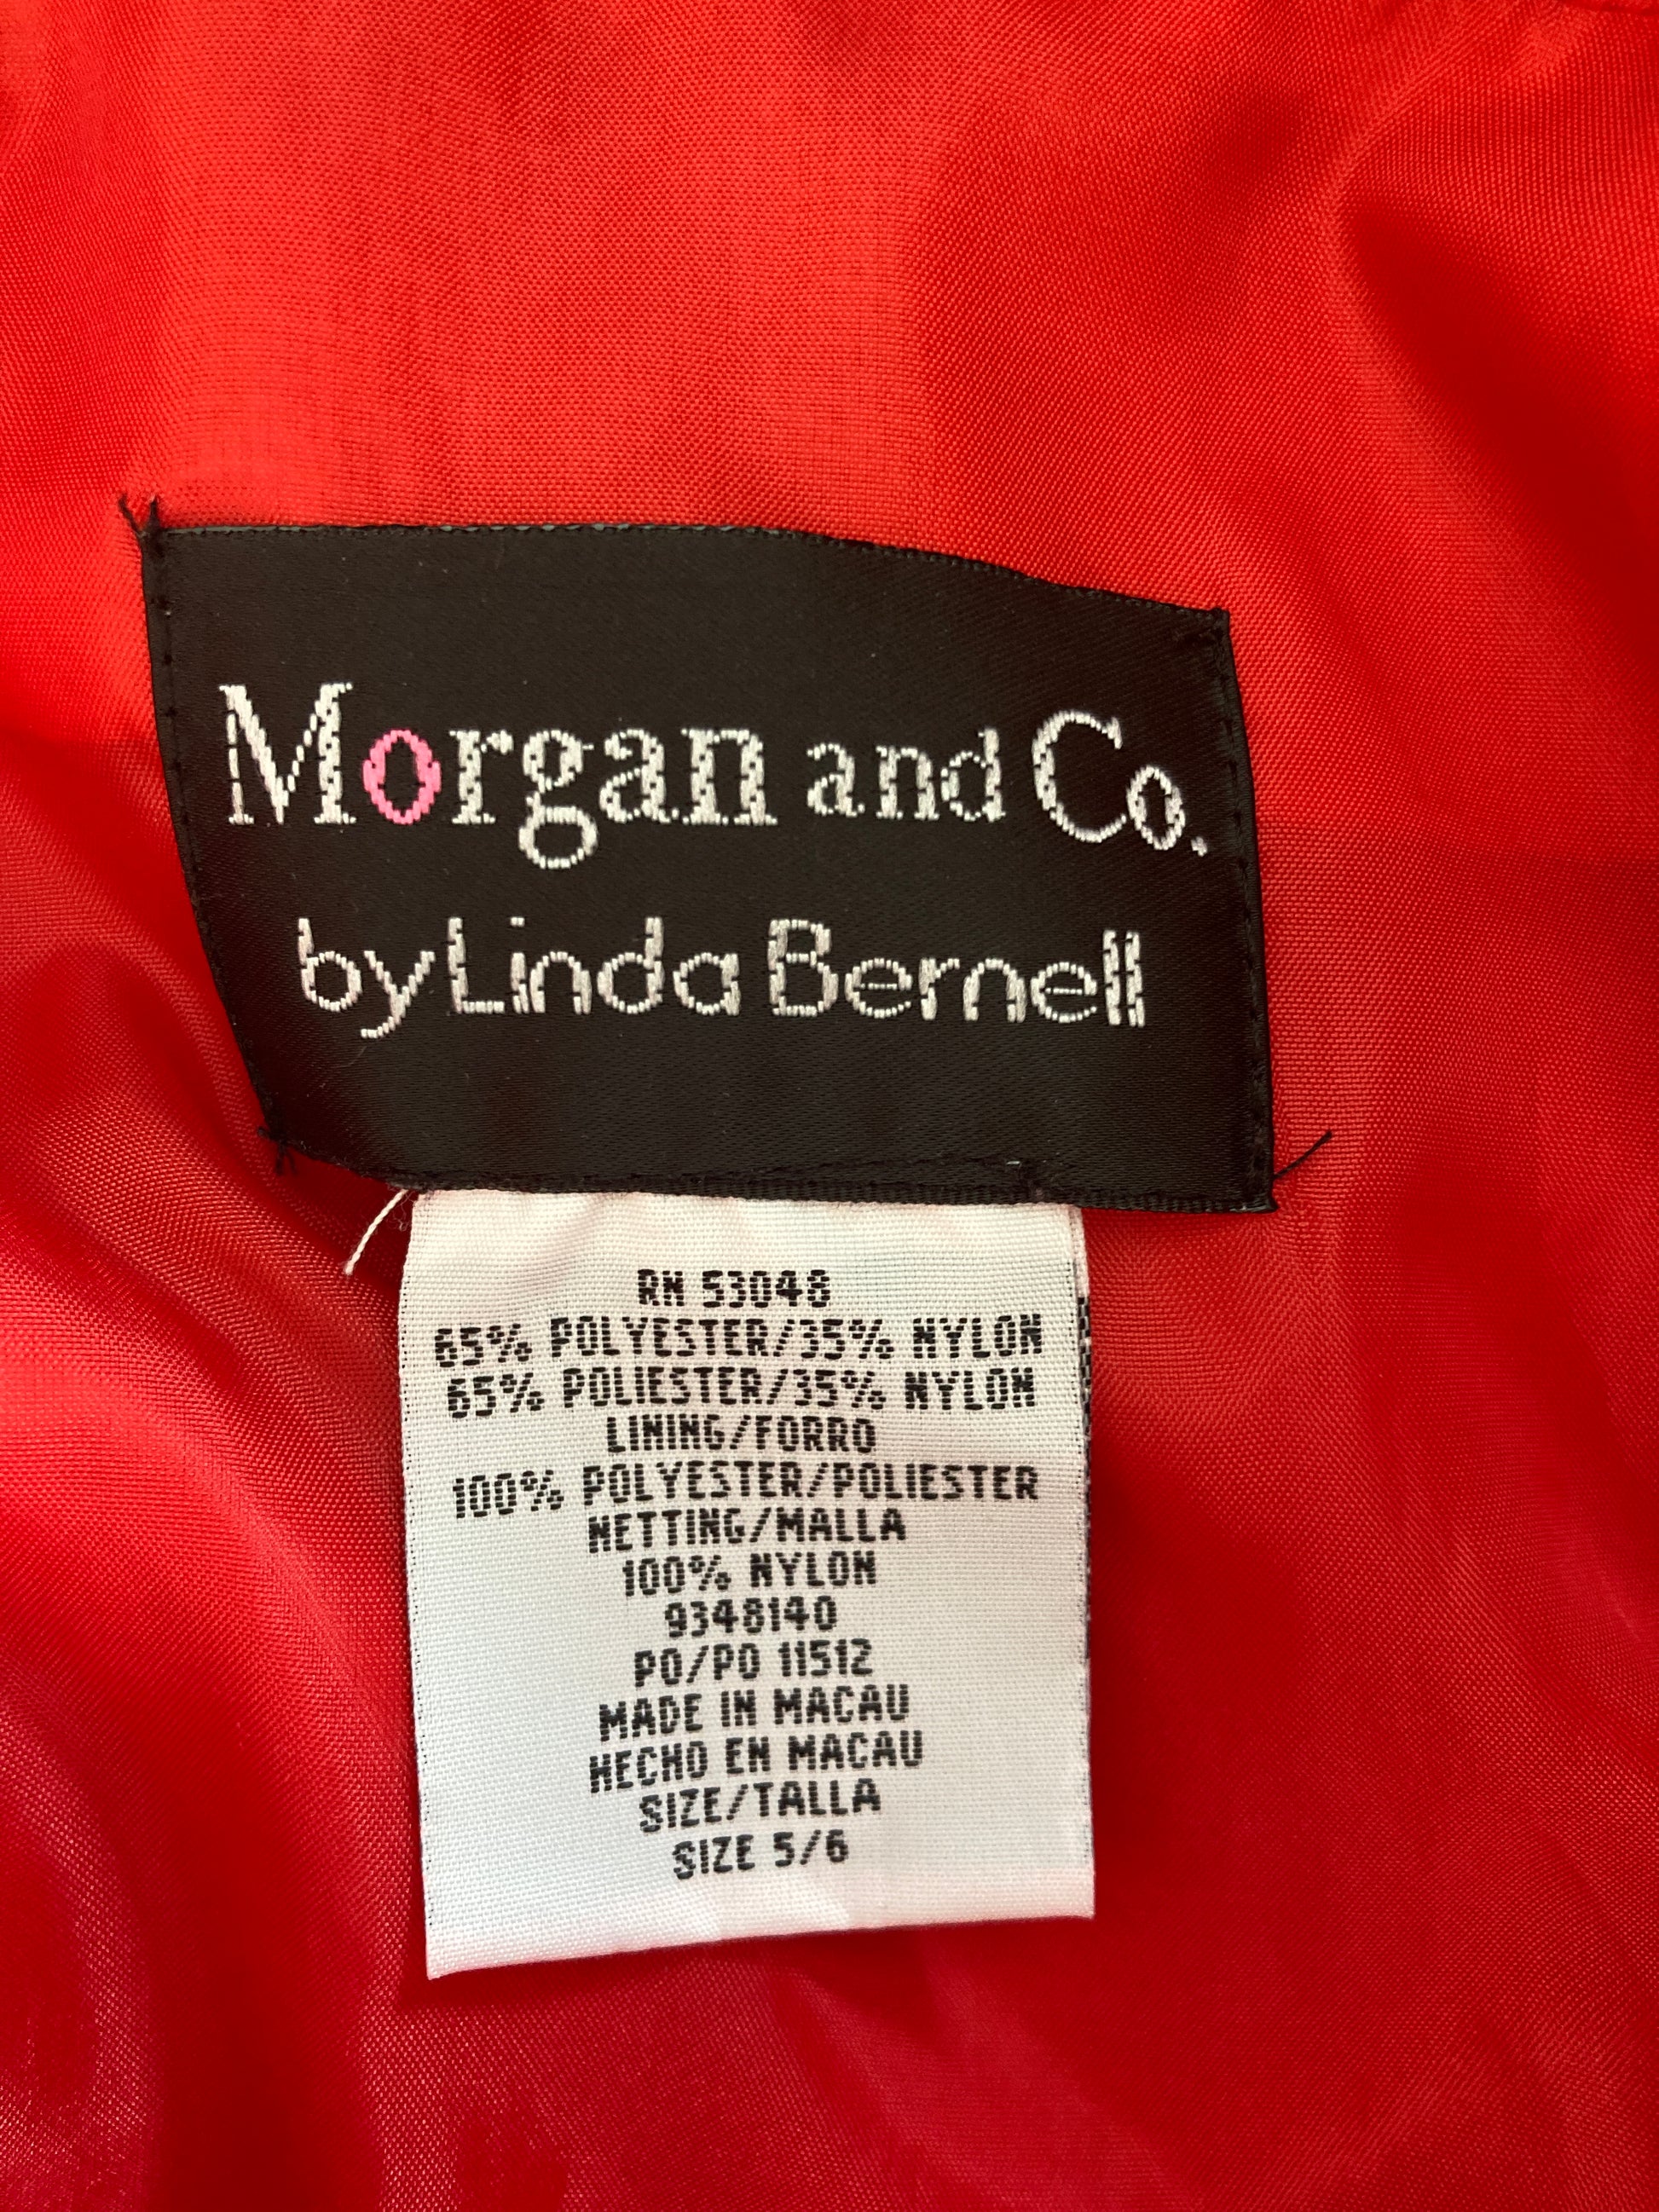 Morgan and Co.
by Linda Bernell
RN 53048
65% POLYESTER/35% NYLON
65% POLIESTER/35% NYLON
LINING/FORRO
100% POLYESTER/POLIESTER
NETTING/MALLA
100% NYLON
9348140
PO/PO 11512
MADE IN MACAU
HECHO EN MACAU
SIZE/TALLA
SIZE 5/6